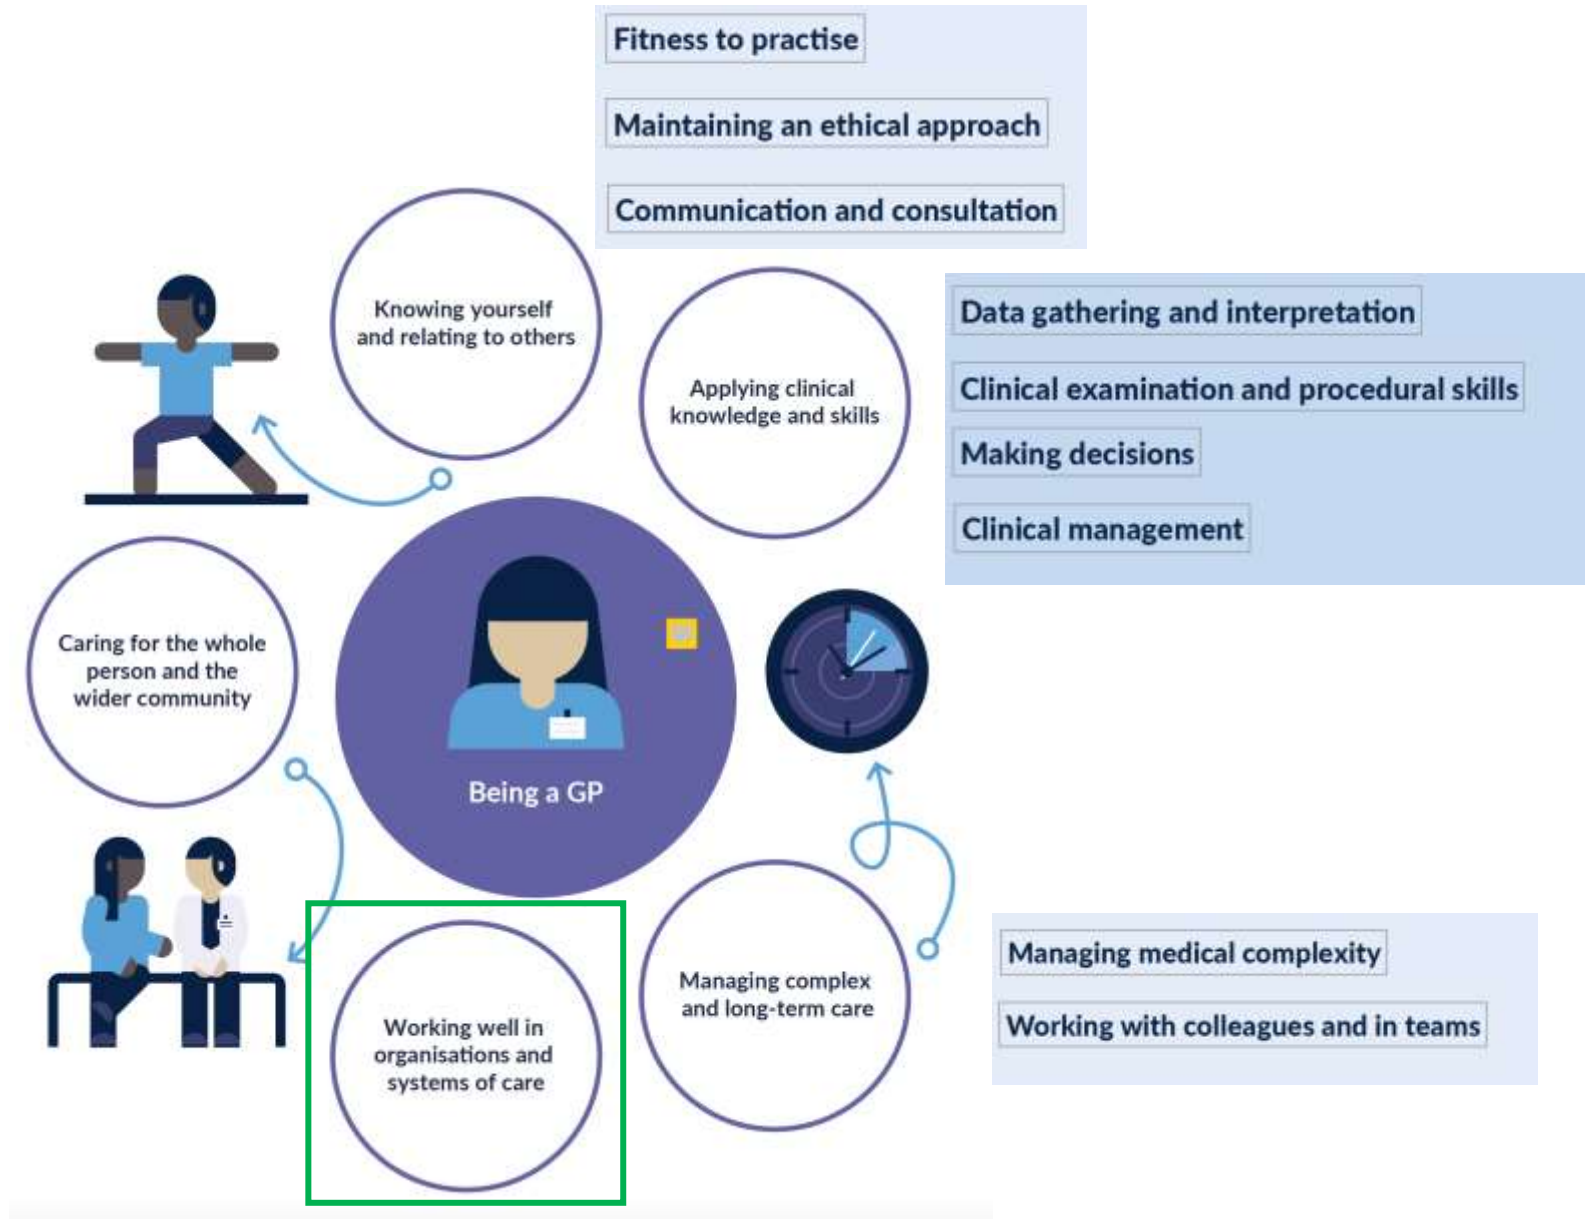 Fitness to practise
Maintaining an ethical approach
Communication and consultation
Knowing yourself
and relating to others
Applying clinical
knowledge and skills
Data gathering and interpretation
Clinical examination and procedural skills
Making decisions
Clinical management
Caring for the whole
person and the
wider community
Being a GP
Managing complex
and long-term care
Managing medical complexity
Working with colleagues and in teams
Working well in
organisations and
systems of care